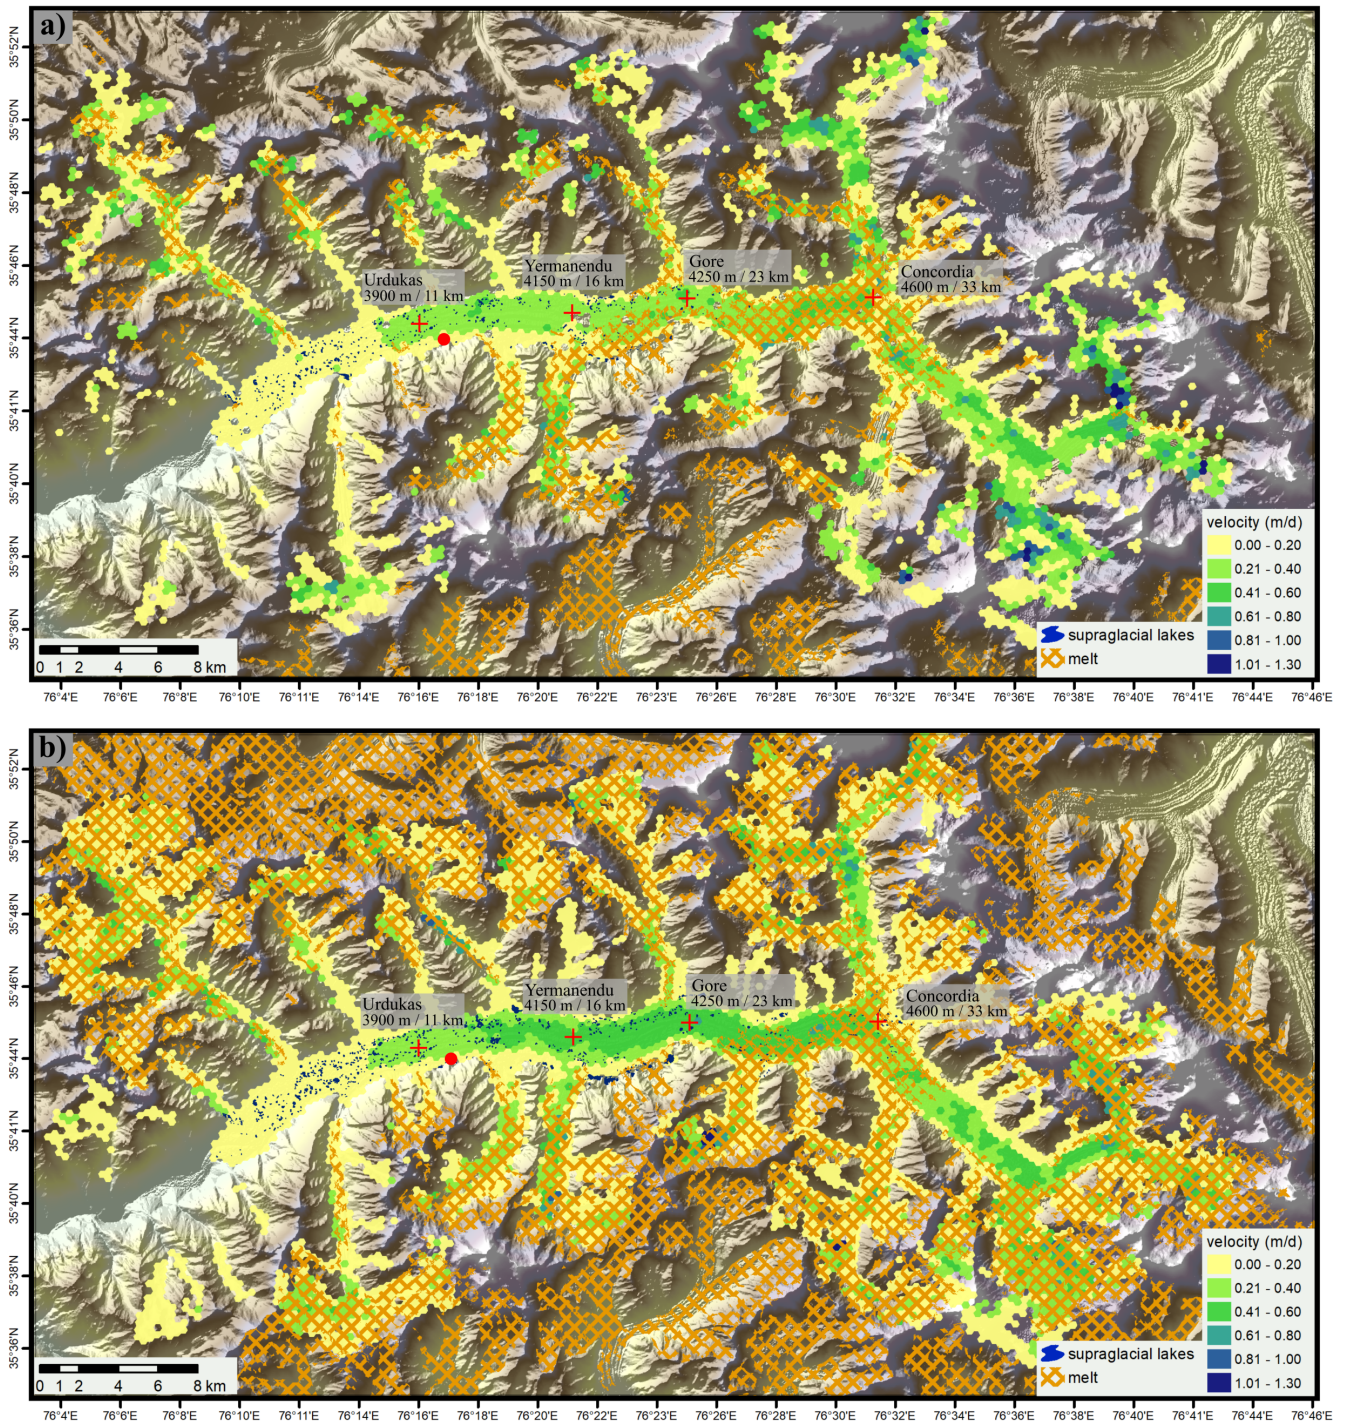 a)
35°52'N
35°50'N
35°48'N
35°46'N
35°44'N
35°41'N
35°40'N
35°38'N
35°36'N
Urdukas
3900 m / 11 km
Yermanendu
4150 m / 16 km
Gore
4250 m / 23 km
Concordia
4600 m / 33 km
velocity (m/d)
0.00 - 0.20
0.21 - 0.40
0.41 - 0.60
0.61 - 0.80
0.81 - 1.00
1.01 - 1.30
supraglacial lakes
melt
0 1 2 4 6 8 km
76°4'E 76°6'E 76°8'E 76°10'E 76°11'E 76°14'E 76°16'E 76°18'E 76°20'E 76°22'E 76°23'E 76°26'E 76°28'E 76°30'E 76°32'E 76°34'E 76°36'E 76°38'E 76°40'E 76°41'E 76°44'E 76°46'E
b)
35°52'N
35°50'N
35°48'N
35°46'N
35°44'N
35°41'N
35°40'N
35°38'N
35°36'N
Urdukas
3900 m / 11 km
Yermanendu
4150 m / 16 km
Gore
4250 m / 23 km
Concordia
4600 m / 33 km
velocity (m/d)
0.00 - 0.20
0.21 - 0.40
0.41 - 0.60
0.61 - 0.80
0.81 - 1.00
1.01 - 1.30
supraglacial lakes
melt
0 1 2 4 6 8 km
76°4'E 76°6'E 76°8'E 76°10'E 76°11'E 76°14'E 76°16'E 76°18'E 76°20'E 76°22'E 76°23'E 76°26'E 76°28'E 76°30'E 76°32'E 76°34'E 76°36'E 76°38'E 76°40'E 76°41'E 76°44'E 76°46'E